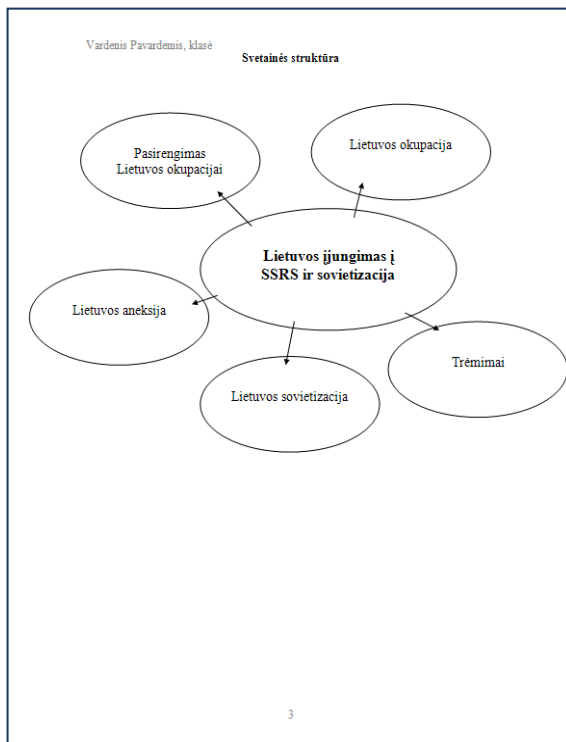 Vardenis Pavardemis, klasė
Svetainės struktūra
Pasirengimas
Lietuvos okupacijai
Lietuvos okupacija
Lietuvos įjungimas į
SSRS ir sovietizacija
Lietuvos aneksija
Trėmimai
Lietuvos sovietizacija
3